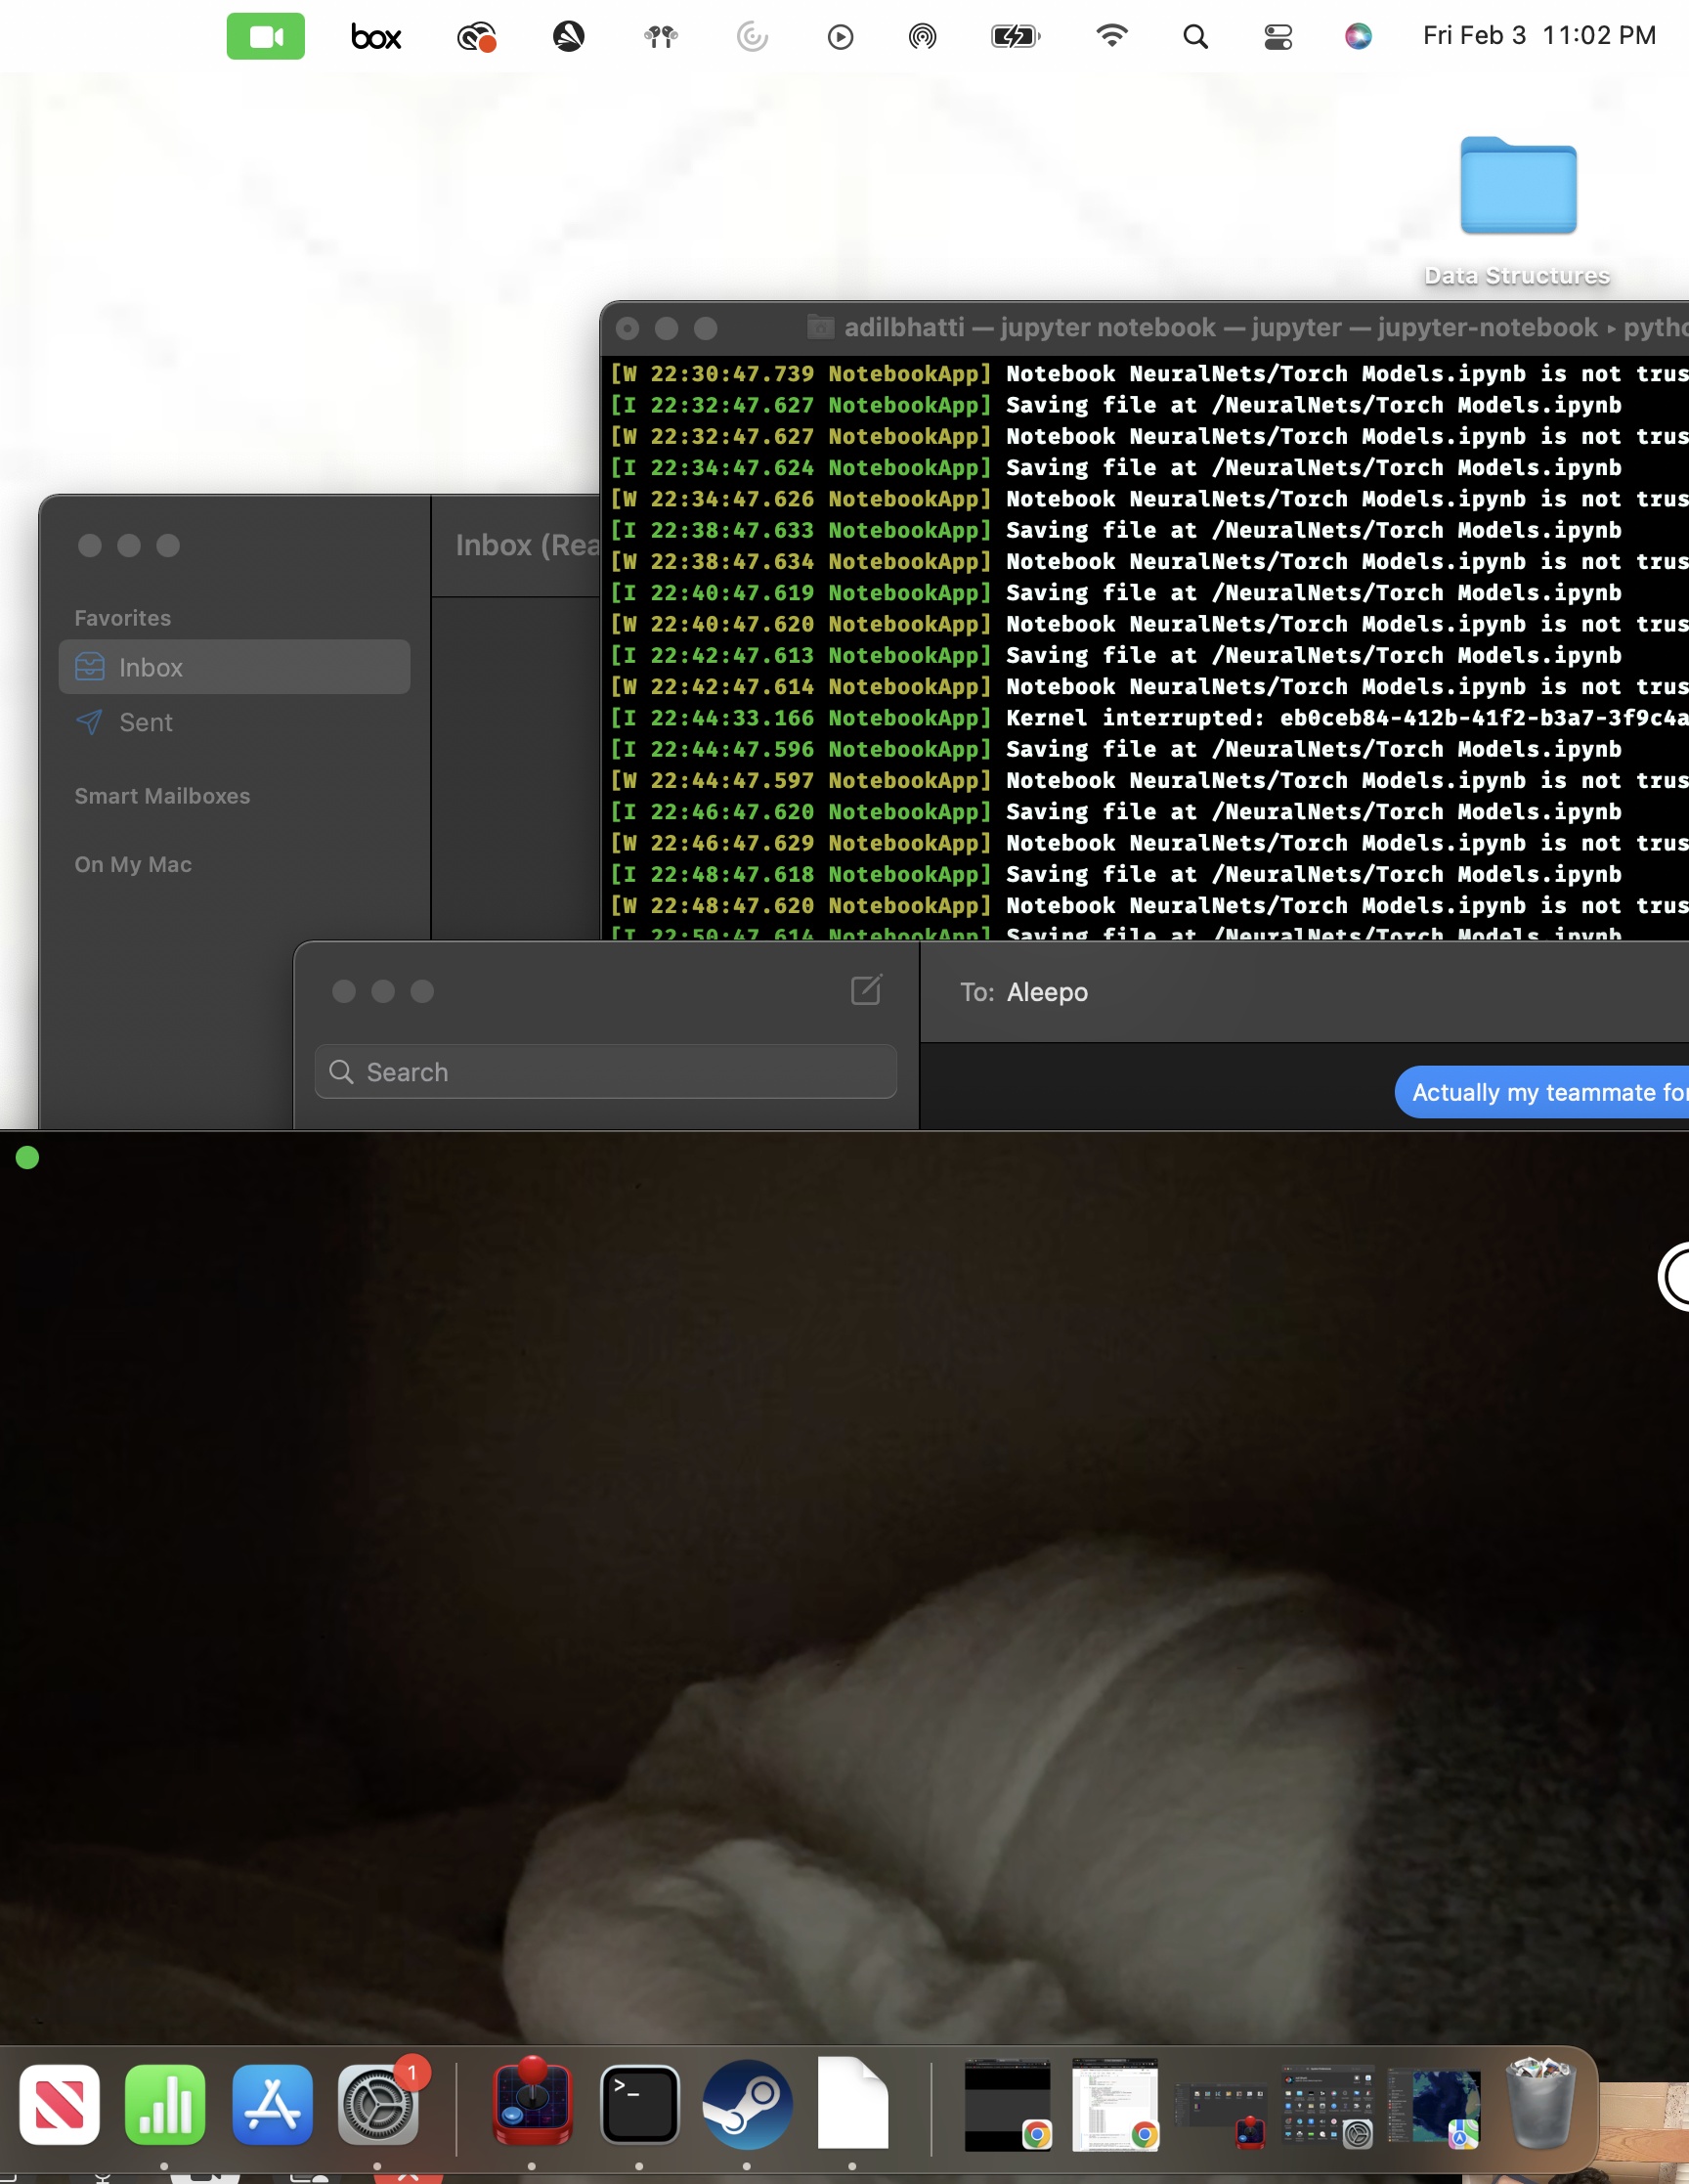 box
Fri Feb 3 11:02 PM
Data Structures
adilbhatti — jupyter notebook — jupyter — jupyter-notebook ▸ pytho
[W 22:30:47.739 NotebookApp] Notebook NeuralNets/Torch Models.ipynb is not trus
[I 22:32:47.627 NotebookApp] Saving file at /NeuralNets/Torch Models.ipynb
[W 22:32:47.627 NotebookApp] Notebook NeuralNets/Torch Models.ipynb is not trus
[I 22:34:47.624 NotebookApp] Saving file at /NeuralNets/Torch Models.ipynb
[W 22:34:47.626 NotebookApp] Notebook NeuralNets/Torch Models.ipynb is not trus
[I 22:38:47.633 NotebookApp] Saving file at /NeuralNets/Torch Models.ipynb
[W 22:38:47.634 NotebookApp] Notebook NeuralNets/Torch Models.ipynb is not trus
[I 22:40:47.619 NotebookApp] Saving file at /NeuralNets/Torch Models.ipynb
[W 22:40:47.620 NotebookApp] Notebook NeuralNets/Torch Models.ipynb is not trus
[I 22:42:47.613 NotebookApp] Saving file at /NeuralNets/Torch Models.ipynb
[W 22:42:47.614 NotebookApp] Notebook NeuralNets/Torch Models.ipynb is not trus
[I 22:44:33.166 NotebookApp] Kernel interrupted: eb0ceb84-412b-41f2-b3a7-3f9c4a
[I 22:44:47.596 NotebookApp] Saving file at /NeuralNets/Torch Models.ipynb
[W 22:44:47.597 NotebookApp] Notebook NeuralNets/Torch Models.ipynb is not trus
[I 22:46:47.620 NotebookApp] Saving file at /NeuralNets/Torch Models.ipynb
[W 22:46:47.629 NotebookApp] Notebook NeuralNets/Torch Models.ipynb is not trus
[I 22:48:47.618 NotebookApp] Saving file at /NeuralNets/Torch Models.ipynb
[W 22:48:47.620 NotebookApp] Notebook NeuralNets/Torch Models.ipynb is not trus
[I 22:50:47.614 NotebookApp] Saving file at /NeuralNets/Torch Models.ipynb
Inbox (Rea
Favorites
Inbox
Sent
Smart Mailboxes
On My Mac
To: Aleepo
Search
Actually my teammate for
1
>_